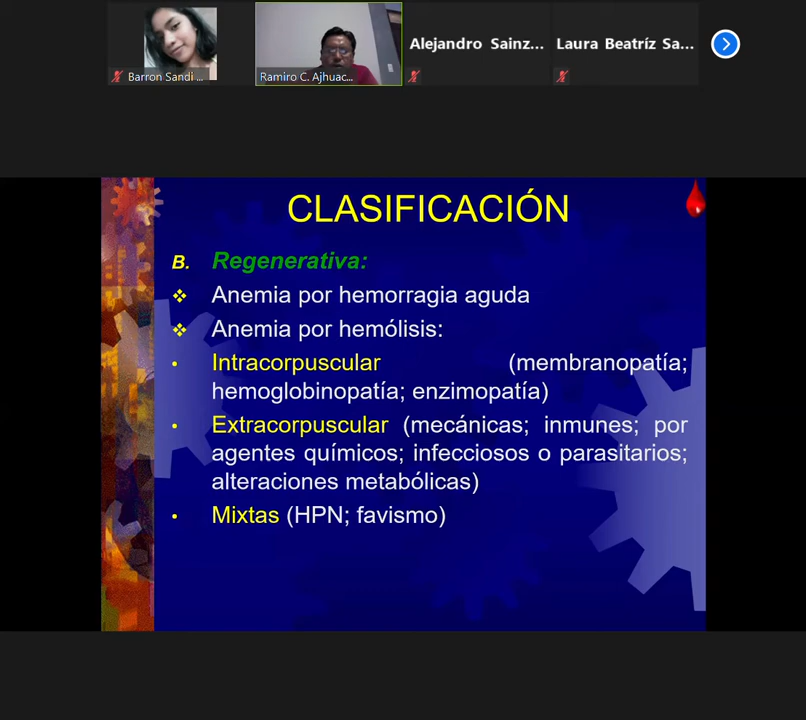 Barron Sandi ...
Ramiro C. Ajhuac...
Alejandro Sainz...
Laura Beatríz Sa...
CLASIFICACIÓN
B. Regenerativa:
❖ Anemia por hemorragia aguda
❖ Anemia por hemólisis:
• Intracorpuscular (membranopatía;
hemoglobinopatía; enzimopatía)
• Extracorpuscular (mecánicas; inmunes; por
agentes químicos; infecciosos o parasitarios;
alteraciones metabólicas)
• Mixtas (HPN; favismo)